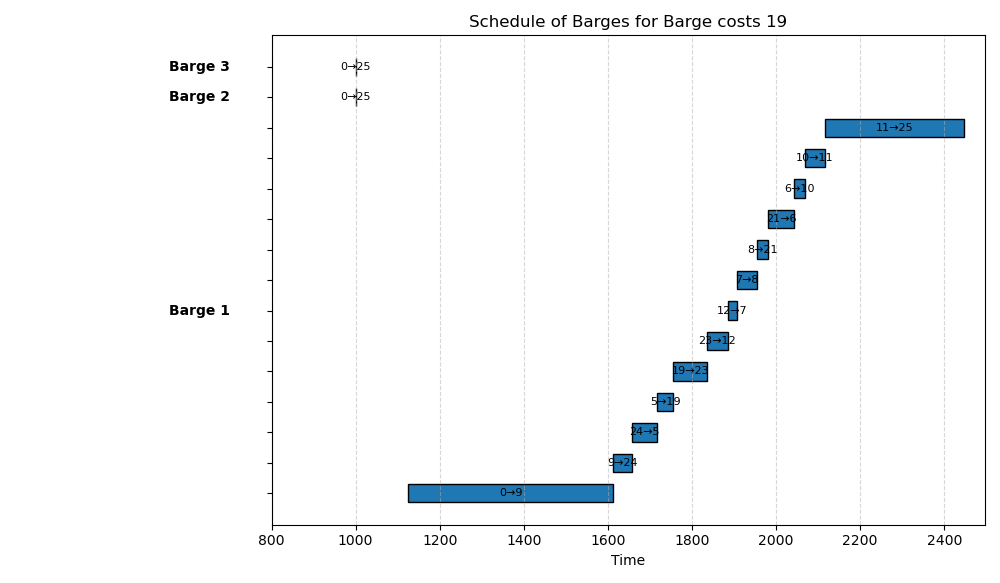 Schedule of Barges for Barge costs 19
Barge 3
0→25
Barge 2
0→25
11→25
10→11
6→10
21→6
8→21
7→8
Barge 1
12→7
23→12
19→23
5→19
24→5
9→24
0→9
800 1000 1200 1400 1600 1800 2000 2200 2400
Time